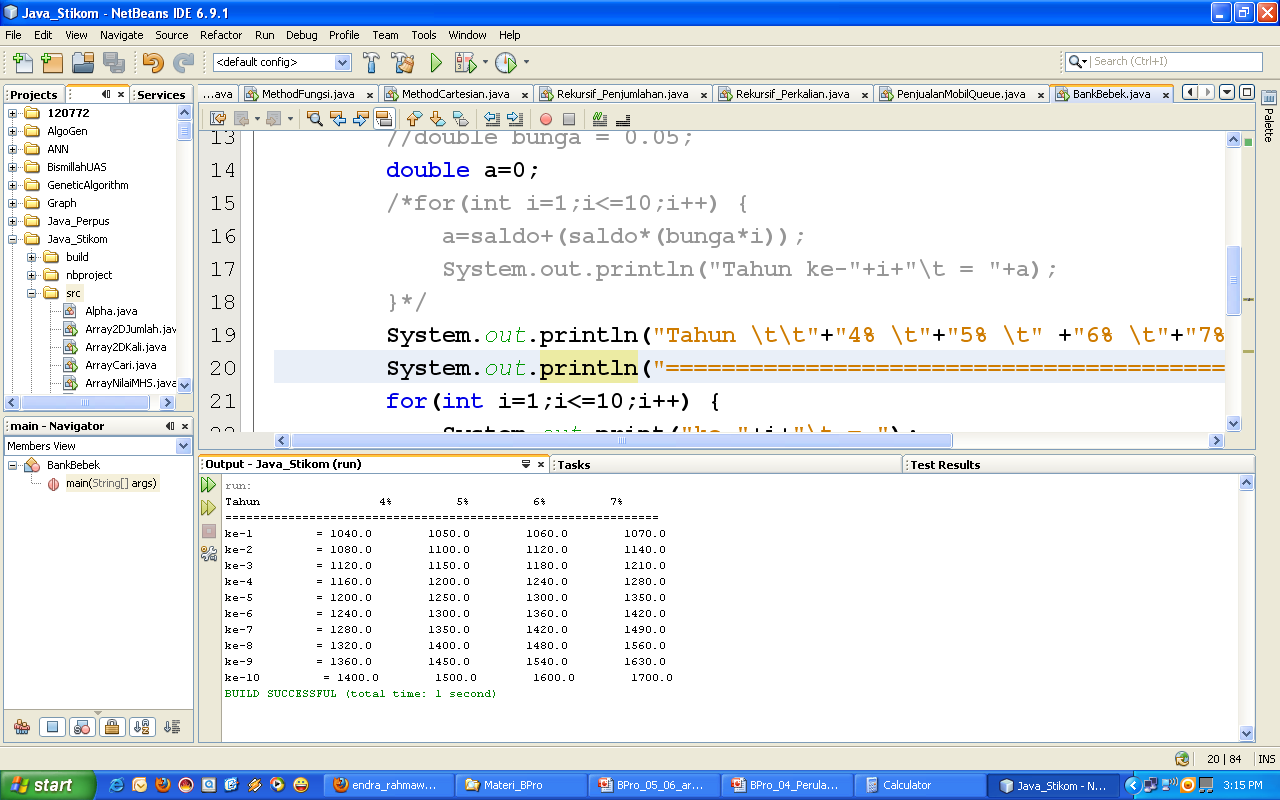 Java_Stikom - NetBeans IDE 6.9.1
File Edit View Navigate Source Refactor Run Debug Profile Team Tools Window Help
<default config> Search (Ctrl+I)
Projects Services
...ava MethodFungsi.java MethodCartesian.java Rekursif_Penjumlahan.java Rekursif_Perkalian.java PenjualanMobilQueue.java BankBebek.java
Palette
120772
AlgoGen
ANN
BismillahUAS
GeneticAlgorithm
Graph
Java_Perpus
Java_Stikom
build
nbproject
src
Alpha.java
Array2DJumlah.jav
Array2DKali.java
ArrayCari.java
ArrayNilaiMHS.java
13 //double bunga = 0.05;
14 double a=0;
15 /*for(int i=1;i<=10;i++) {
16 a=saldo+(saldo*(bunga*i));
17 System.out.println("Tahun ke-"+i+"\t = "+a);
18 }*/
19 System.out.println("Tahun \t\t"+"4% \t"+"5% \t" +"6% \t"+"7%
20 System.out.println("========================================
21 for(int i=1;i<=10;i++) {
System.out.print("ke-"+i+"\t = ");
main - Navigator
Members View
BankBebek
main(String[] args)
Output - Java_Stikom (run) Tasks Test Results
run:
Tahun 4% 5% 6% 7%
==============================================================
ke-1 = 1040.0 1050.0 1060.0 1070.0
ke-2 = 1080.0 1100.0 1120.0 1140.0
ke-3 = 1120.0 1150.0 1180.0 1210.0
ke-4 = 1160.0 1200.0 1240.0 1280.0
ke-5 = 1200.0 1250.0 1300.0 1350.0
ke-6 = 1240.0 1300.0 1360.0 1420.0
ke-7 = 1280.0 1350.0 1420.0 1490.0
ke-8 = 1320.0 1400.0 1480.0 1560.0
ke-9 = 1360.0 1450.0 1540.0 1630.0
ke-10 = 1400.0 1500.0 1600.0 1700.0
BUILD SUCCESSFUL (total time: 1 second)
20 | 84 INS
start endra_rahmaw... Materi_BPro BPro_05_06_ar... BPro_04_Perula... Calculator Java_Stikom - N... 3:15 PM